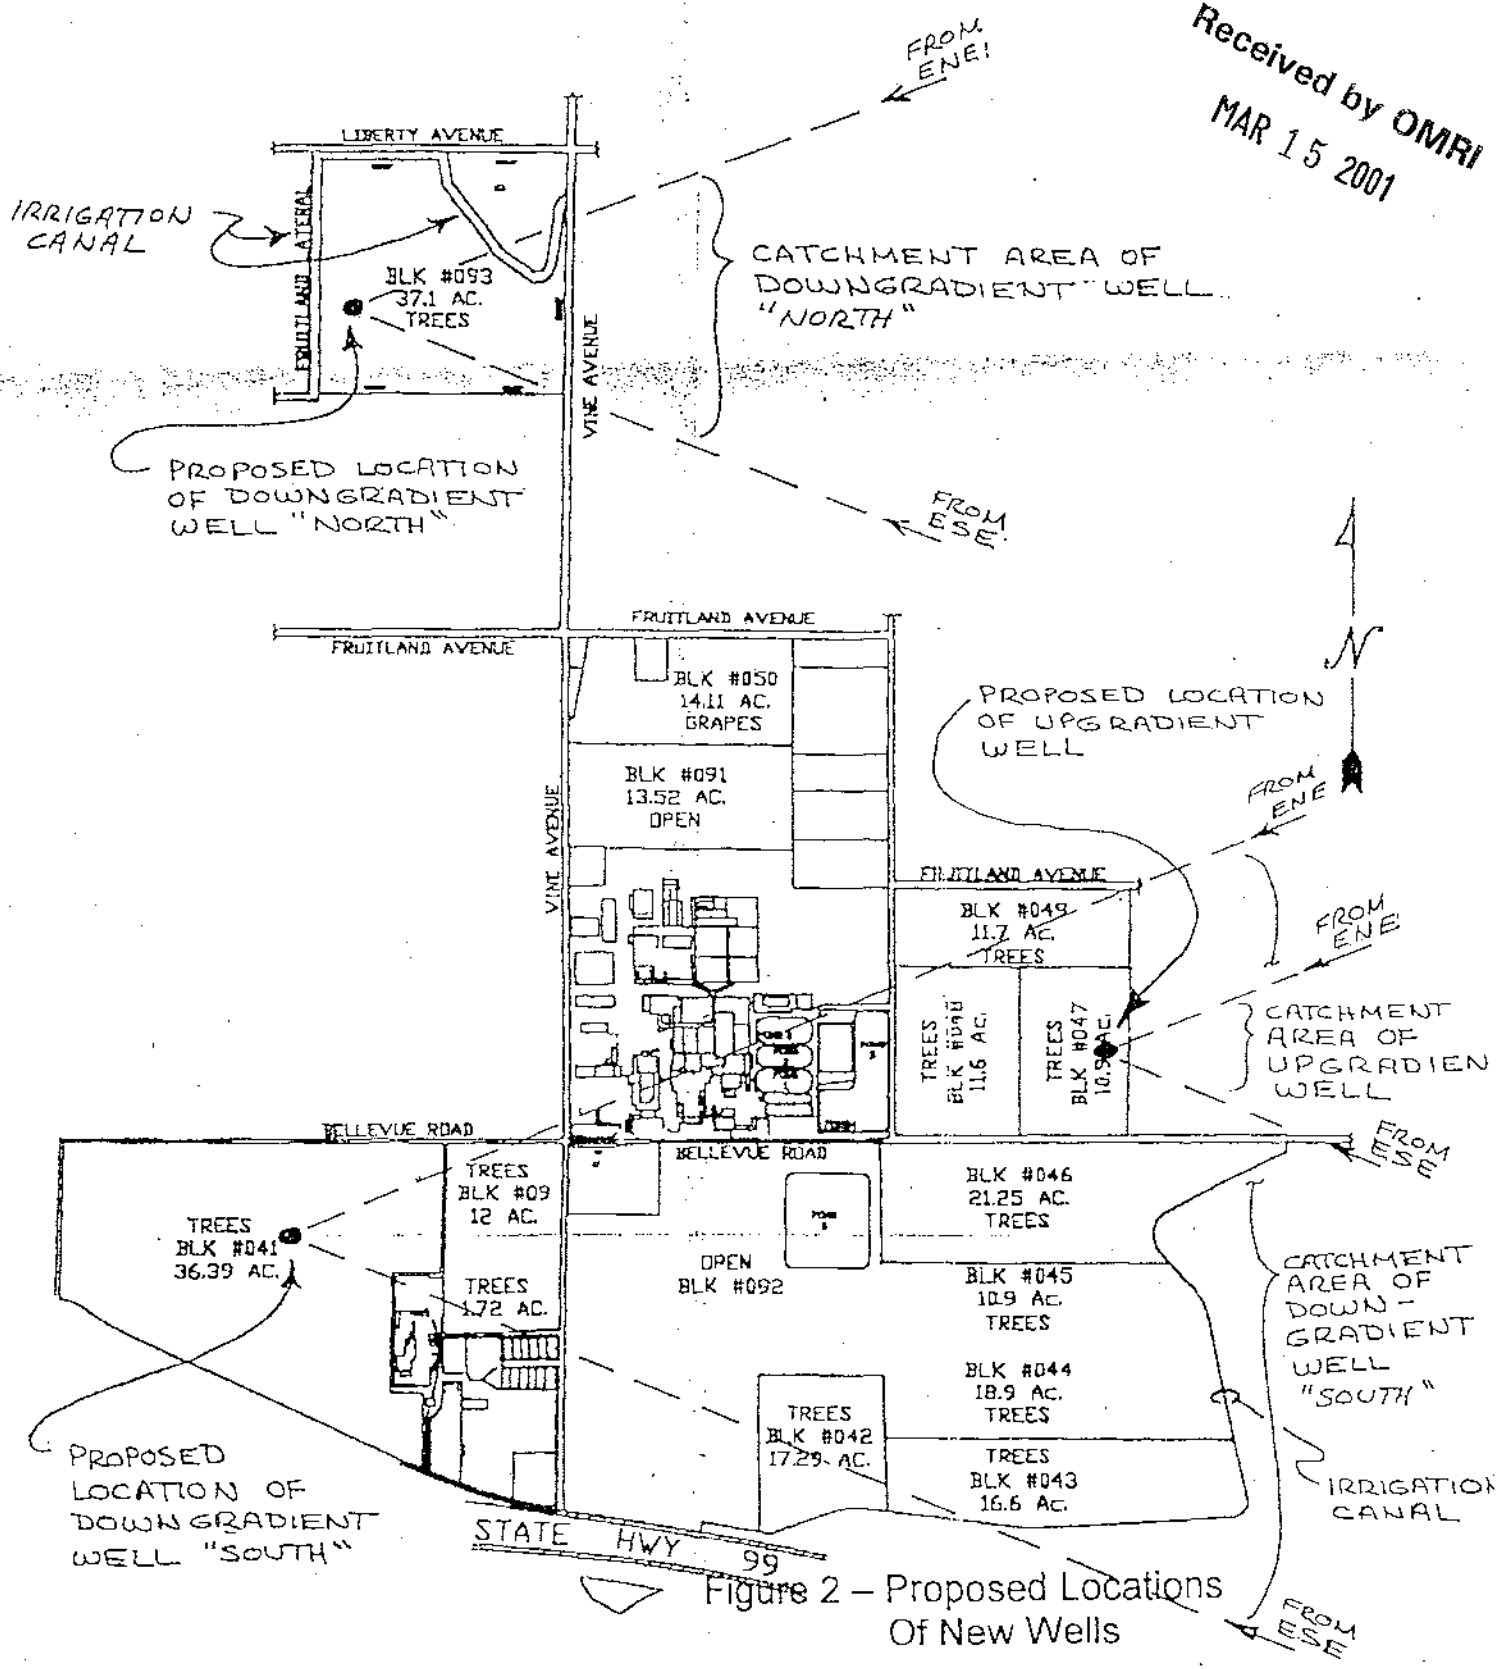 Received by OMRI
MAR 15 2001
FROM
ENE
LIBERTY AVENUE
IRRIGATION
CANAL
FRUITLAND LATERAL
BLK #093
37.1 AC.
TREES
CATCHMENT AREA OF
DOWNGRADIENT WELL
"NORTH"
VINE AVENUE
PROPOSED LOCATION
OF DOWNGRADIENT
WELL "NORTH"
FROM
ESE
N
FRUITLAND AVENUE
FRUITLAND AVENUE
BLK #050
14.11 AC.
GRAPES
PROPOSED LOCATION
OF UPGRADIENT
WELL
BLK #091
13.52 AC.
OPEN
VINE AVENUE
FROM
ENE
FRUITLAND AVENUE
BLK #049
11.7 AC.
TREES
FROM
ENE
TREES
BLK #048
11.6 AC.
TREES
BLK #047
10.9 AC.
CATCHMENT
AREA OF
UPGRADIEN
WELL
BELLEVUE ROAD
BELLEVUE ROAD
FROM
ESE
TREES
BLK #09
12 AC.
BLK #046
21.25 AC.
TREES
TREES
BLK #041
36.39 AC.
OPEN
BLK #092
TREES
1.72 AC.
BLK #045
10.9 AC.
TREES
CATCHMENT
AREA OF
DOWN-
GRADIENT
WELL
"SOUTH"
BLK #044
18.9 AC.
TREES
TREES
BLK #042
17.29 AC.
TREES
BLK #043
16.6 AC.
IRRIGATION
CANAL
PROPOSED
LOCATION OF
DOWNGRADIENT
WELL "SOUTH"
STATE HWY 99
Figure 2 – Proposed Locations
Of New Wells
FROM
ESE